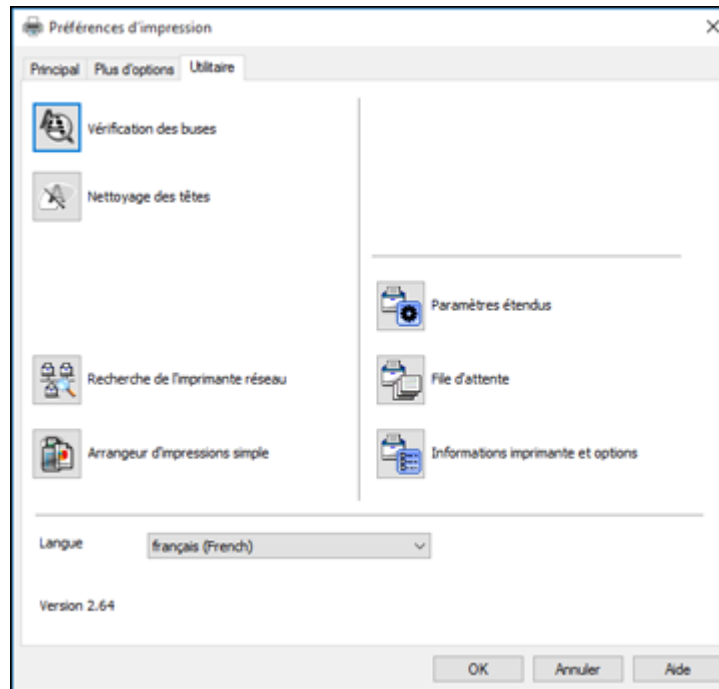 Préférences d'impression
Principal Plus d'options Utilitaire
Vérification des buses
Nettoyage des têtes
Paramètres étendus
Recherche de l'imprimante réseau
File d'attente
Arrangeur d'impressions simple
Informations imprimante et options
Langue français (French)
Version 2.64
OK Annuler Aide